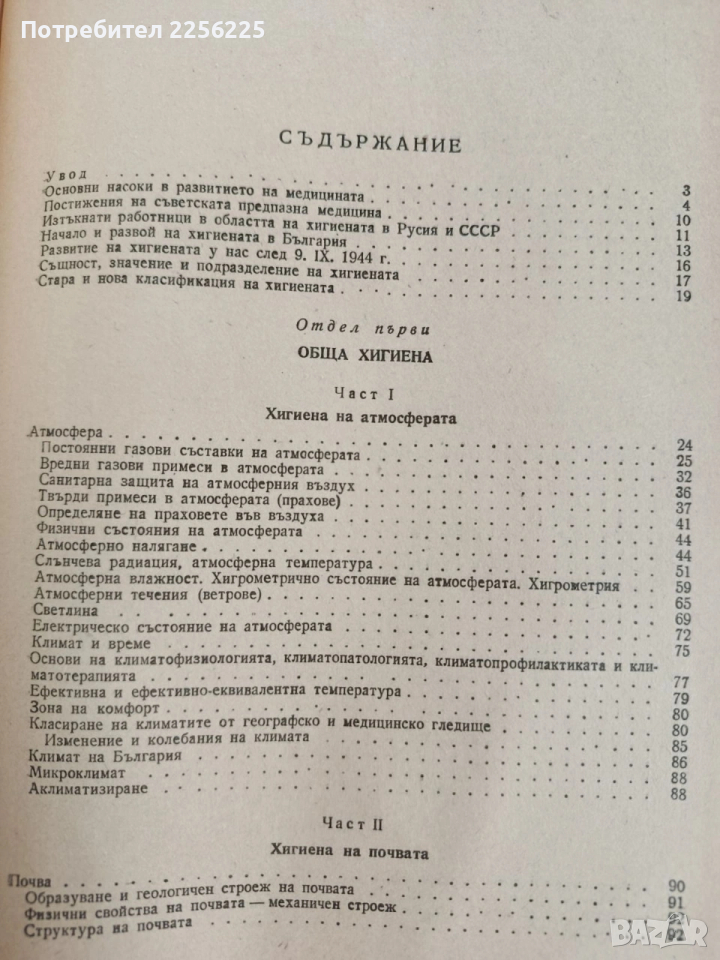 Потребител 2256225
СЪДЪРЖАНИЕ
Увод 3
Основни насоки в развитието на медицината 4
Постижения на съветската предпазна медицина 10
Изтъкнати работници в областта на хигиената в Русия и СССР 11
Начало и развой на хигиената в България 13
Развитие на хигиената у нас след 9. IX. 1944 г. 16
Същност, значение и подразделение на хигиената 17
Стара и нова класификация на хигиената 19
Отдел първи
ОБЩА ХИГИЕНА
Част I
Хигиена на атмосферата
Атмосфера 24
Постоянни газови съставки на атмосферата 25
Вредни газови примеси в атмосферата 32
Санитарна защита на атмосферния въздух 36
Твърди примеси в атмосферата (прахове) 37
Определяне на праховете във въздуха 41
Физични състояния на атмосферата 44
Атмосферно налягане 44
Слънчева радиация, атмосферна температура 51
Атмосферна влажност. Хигрометрично състояние на атмосферата. Хигрометрия 59
Атмосферни течения (ветрове) 65
Светлина 69
Електрическо състояние на атмосферата 72
Климат и време 75
Основи на климатофизиологията, климатопатологията, климатопрофилактиката и кли-
матотерапията 77
Ефективна и ефективно-еквивалентна температура 79
Зона на комфорт 80
Класиране на климатите от географско и медицинско гледище 80
Изменение и колебания на климата 85
Климат на България 86
Микроклимат 88
Аклиматизиране 88
Част II
Хигиена на почвата
Почва 90
Образуване и геологичен строеж на почвата 91
Физични свойства на почвата — механичен строеж
Структура на почвата 92
BAZAR